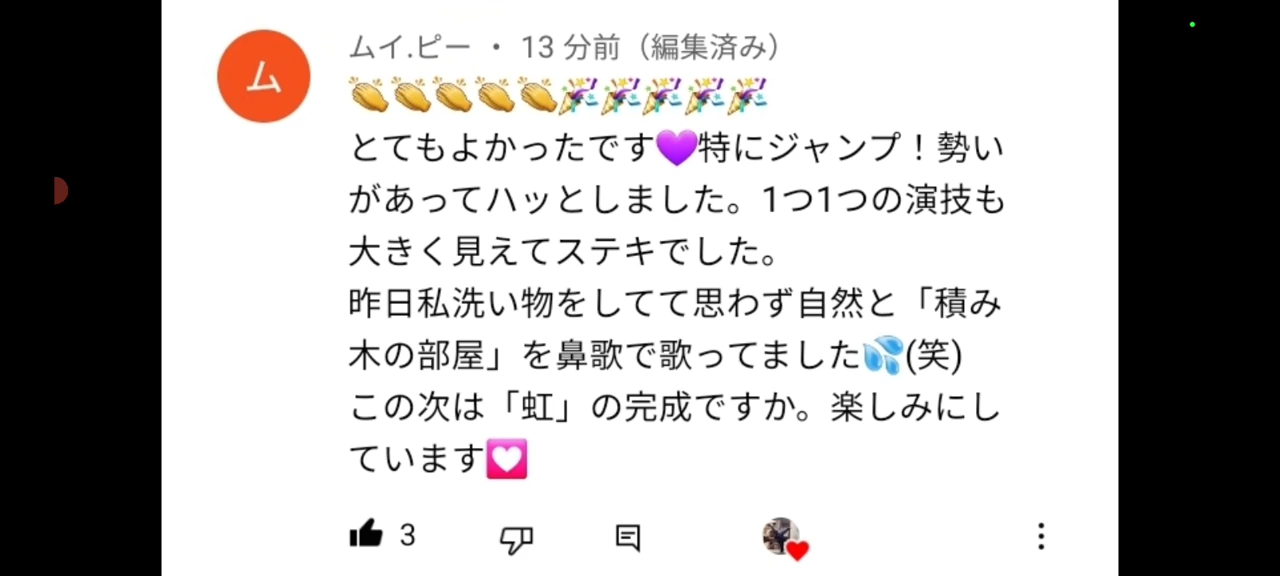 ム
ムイ.ピー ・ 13 分前（編集済み）
👏👏👏👏👏🎉🎉🎉🎉🎉
とてもよかったです💜特にジャンプ！勢い
があってハッとしました。1つ1つの演技も
大きく見えてステキでした。
昨日私洗い物をしてて思わず自然と「積み
木の部屋」を鼻歌で歌ってました💦(笑)
この次は「虹」の完成ですか。楽しみにし
ています💟
3